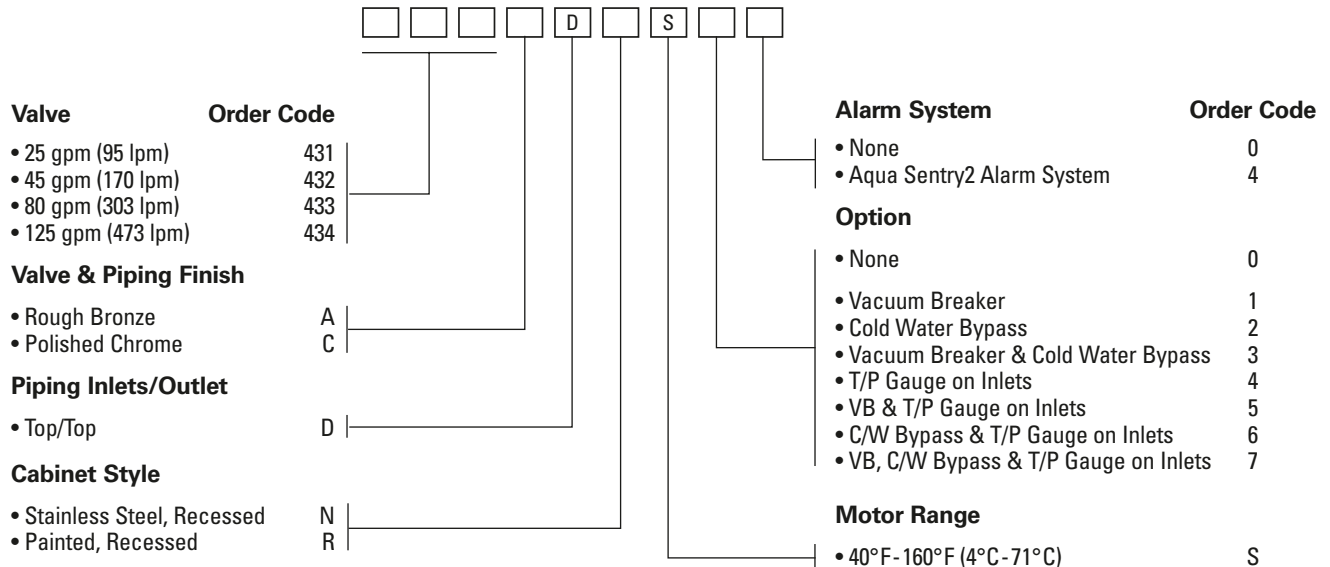 D S
Valve Order Code
• 25 gpm (95 lpm) 431
• 45 gpm (170 lpm) 432
• 80 gpm (303 lpm) 433
• 125 gpm (473 lpm) 434
Valve & Piping Finish
• Rough Bronze A
• Polished Chrome C
Piping Inlets/Outlet
• Top/Top D
Cabinet Style
• Stainless Steel, Recessed N
• Painted, Recessed R
Alarm System Order Code
• None 0
• Aqua Sentry2 Alarm System 4
Option
• None 0
• Vacuum Breaker 1
• Cold Water Bypass 2
• Vacuum Breaker & Cold Water Bypass 3
• T/P Gauge on Inlets 4
• VB & T/P Gauge on Inlets 5
• C/W Bypass & T/P Gauge on Inlets 6
• VB, C/W Bypass & T/P Gauge on Inlets 7
Motor Range
• 40°F-160°F (4°C-71°C) S